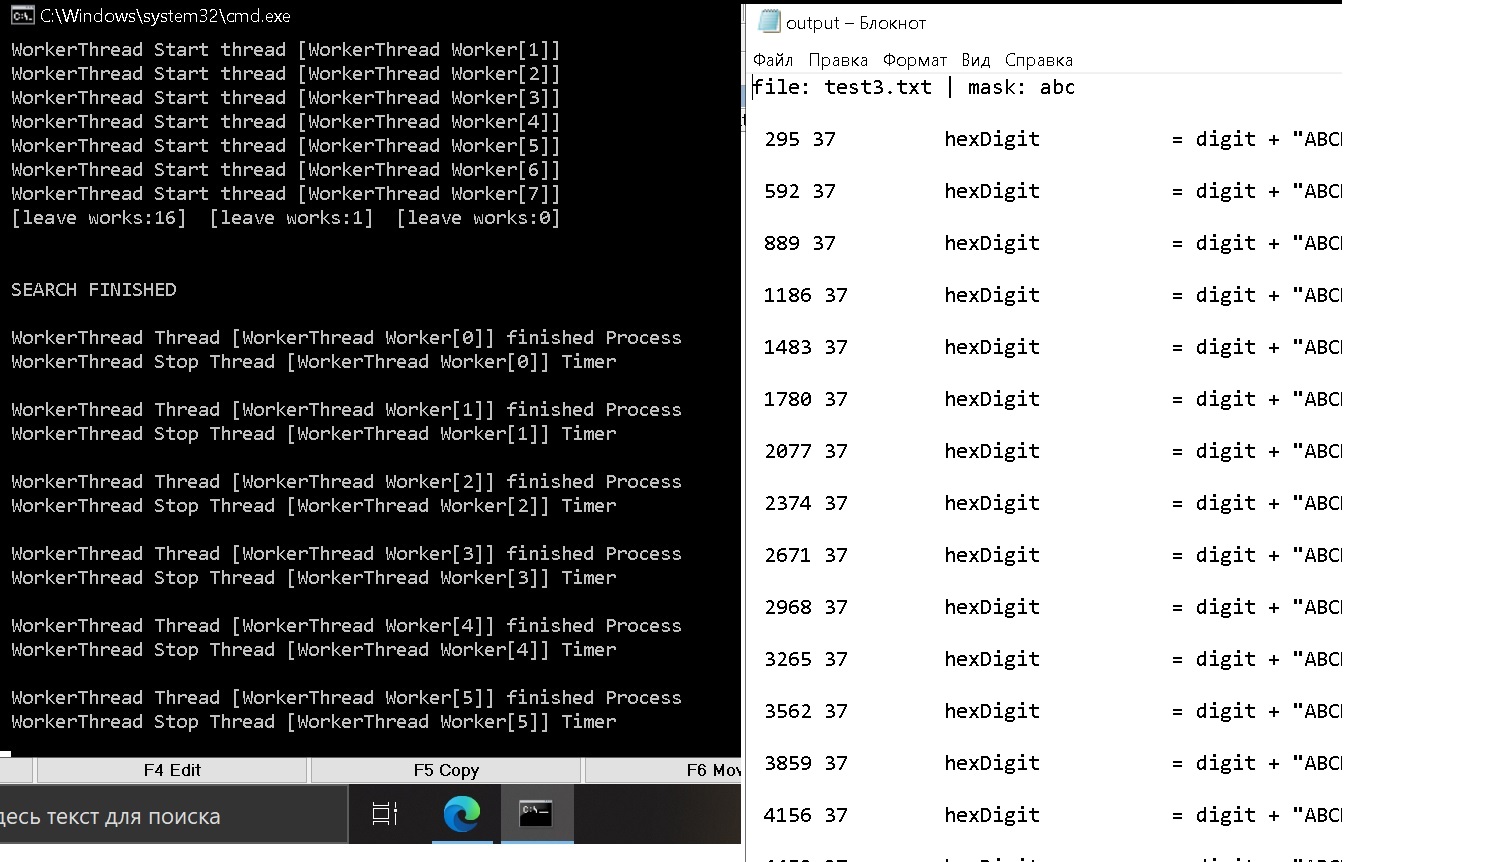 C:\Windows\system32\cmd.exe
WorkerThread Start thread [WorkerThread Worker[1]]
WorkerThread Start thread [WorkerThread Worker[2]]
WorkerThread Start thread [WorkerThread Worker[3]]
WorkerThread Start thread [WorkerThread Worker[4]]
WorkerThread Start thread [WorkerThread Worker[5]]
WorkerThread Start thread [WorkerThread Worker[6]]
WorkerThread Start thread [WorkerThread Worker[7]]
[leave works:16]  [leave works:1]  [leave works:0]
SEARCH FINISHED
WorkerThread Thread [WorkerThread Worker[0]] finished Process
WorkerThread Stop Thread [WorkerThread Worker[0]] Timer
WorkerThread Thread [WorkerThread Worker[1]] finished Process
WorkerThread Stop Thread [WorkerThread Worker[1]] Timer
WorkerThread Thread [WorkerThread Worker[2]] finished Process
WorkerThread Stop Thread [WorkerThread Worker[2]] Timer
WorkerThread Thread [WorkerThread Worker[3]] finished Process
WorkerThread Stop Thread [WorkerThread Worker[3]] Timer
WorkerThread Thread [WorkerThread Worker[4]] finished Process
WorkerThread Stop Thread [WorkerThread Worker[4]] Timer
WorkerThread Thread [WorkerThread Worker[5]] finished Process
WorkerThread Stop Thread [WorkerThread Worker[5]] Timer
F4 Edit F5 Copy F6 Mov
десь текст для поиска
output – Блокнот
Файл Правка Формат Вид Справка
file: test3.txt | mask: abc
295 37 hexDigit = digit + "ABC
592 37 hexDigit = digit + "ABC
889 37 hexDigit = digit + "ABC
1186 37 hexDigit = digit + "ABC
1483 37 hexDigit = digit + "ABC
1780 37 hexDigit = digit + "ABC
2077 37 hexDigit = digit + "ABC
2374 37 hexDigit = digit + "ABC
2671 37 hexDigit = digit + "ABC
2968 37 hexDigit = digit + "ABC
3265 37 hexDigit = digit + "ABC
3562 37 hexDigit = digit + "ABC
3859 37 hexDigit = digit + "ABC
4156 37 hexDigit = digit + "ABC